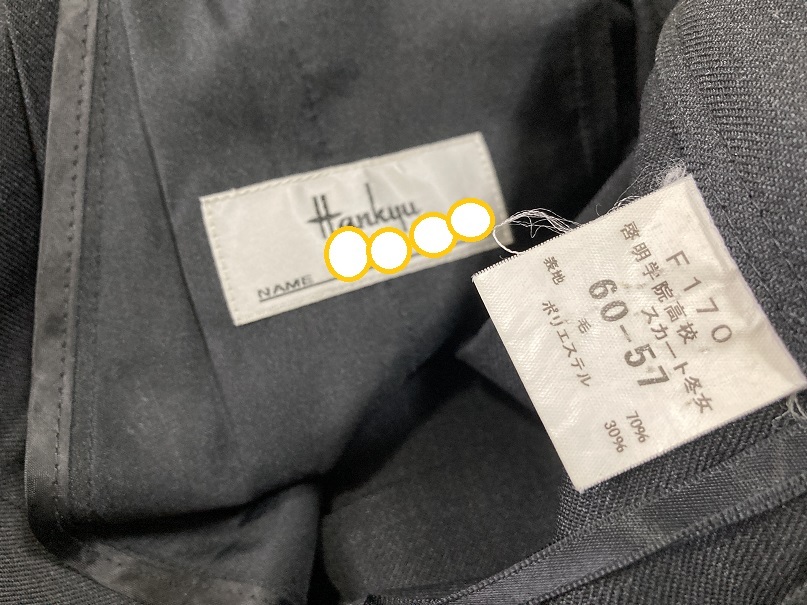 Hankyu
NAME
F170
啓明学院高校
スカート冬女
60-57
表地 毛 70%
ポリエステル 30%